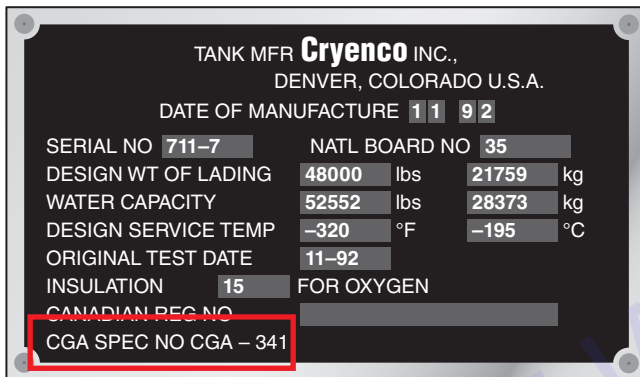 TANK MFR Cryenco INC.,
DENVER, COLORADO U.S.A.
DATE OF MANUFACTURE 1 1 9 2
SERIAL NO 711–7 NATL BOARD NO 35
DESIGN WT OF LADING 48000 lbs 21759 kg
WATER CAPACITY 52552 lbs 28373 kg
DESIGN SERVICE TEMP –320 °F –195 °C
ORIGINAL TEST DATE 11–92
INSULATION 15 FOR OXYGEN
CANADIAN REG NO
CGA SPEC NO CGA – 341